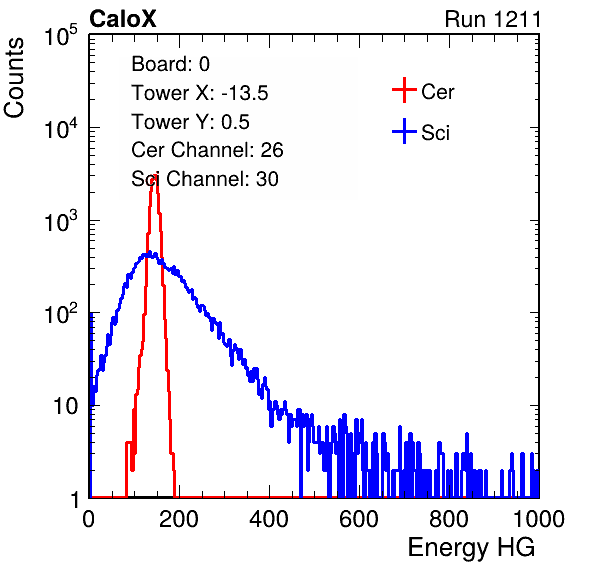 CaloX Run 1211
Counts
Board: 0
Tower X: -13.5
Tower Y: 0.5
Cer Channel: 26
Sci Channel: 30
Cer
Sci
10^5
10^4
10^3
10^2
10
1
0 200 400 600 800 1000
Energy HG